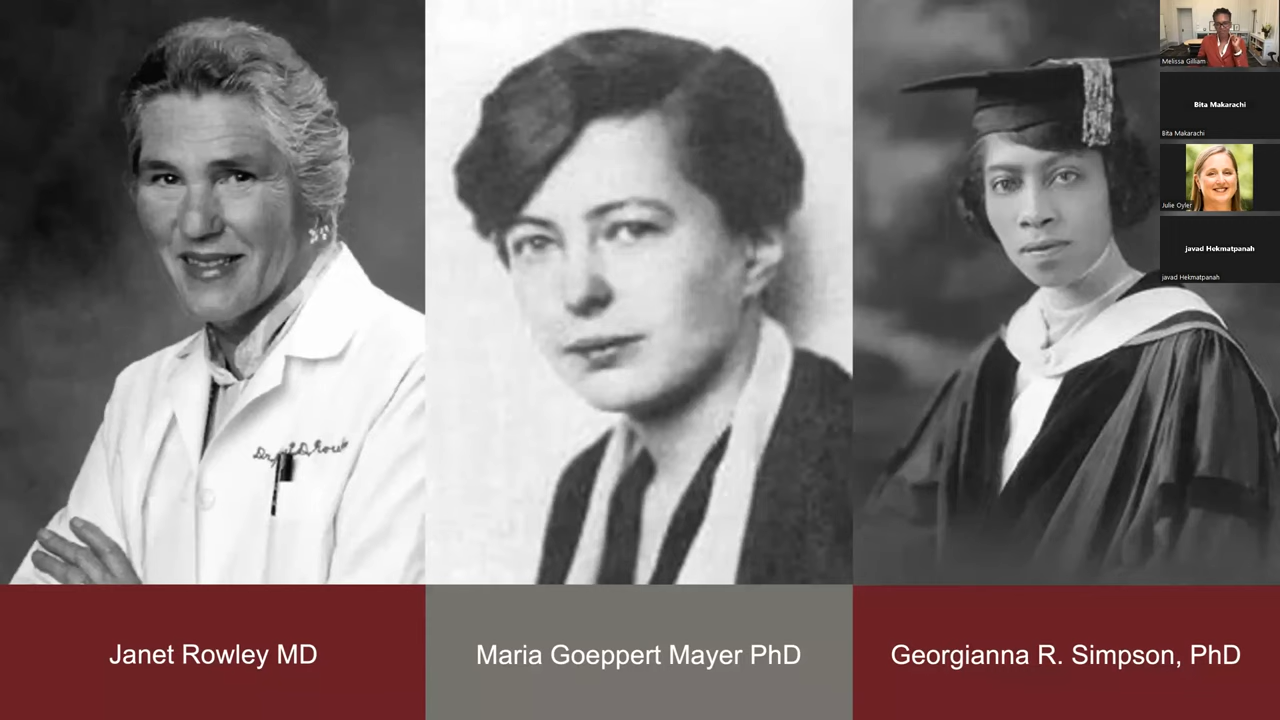 Janet Rowley MD
Maria Goeppert Mayer PhD
Georgianna R. Simpson, PhD
Melissa Gilliam
Bita Makarachi
Bita Makarachi
Julie Oyler
javad Hekmatpanah
javad Hekmatpanah